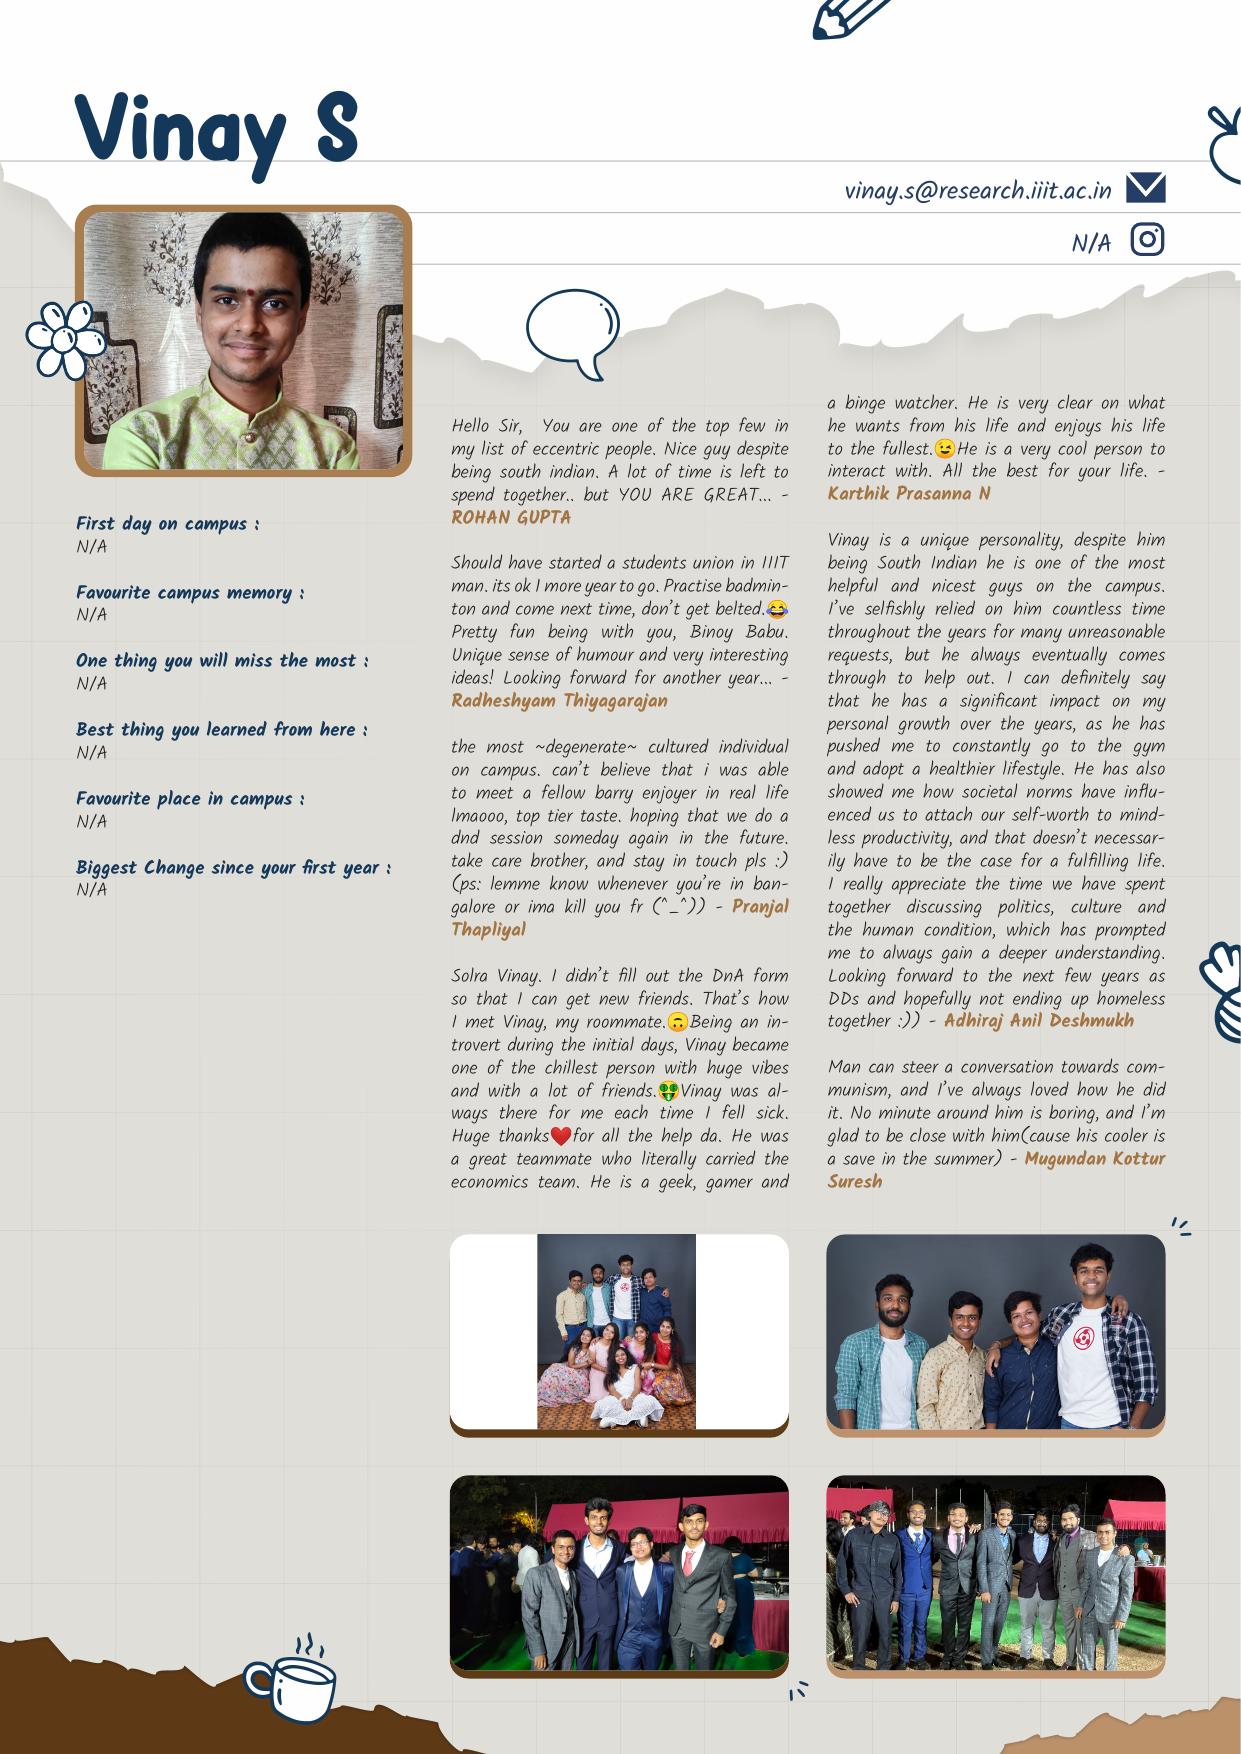 Vinay S
vinay.s@research.iiit.ac.in
N/A
First day on campus :
N/A
Favourite campus memory :
N/A
One thing you will miss the most :
N/A
Best thing you learned from here :
N/A
Favourite place in campus :
N/A
Biggest Change since your first year :
N/A
Hello Sir, You are one of the top few in
my list of eccentric people. Nice guy despite
being south indian. A lot of time is left to
spend together.. but YOU ARE GREAT... -
ROHAN GUPTA
Should have started a students union in IIIT
man. its ok I more year to go. Practise badmin-
ton and come next time, don't get belted.😂
Pretty fun being with you, Binoy Babu.
Unique sense of humour and very interesting
ideas! Looking forward for another year... -
Radheshyam Thiyagarajan
the most ~degenerate~ cultured individual
on campus. can't believe that i was able
to meet a fellow barry enjoyer in real life
lmaooo, top tier taste. hoping that we do a
dnd session someday again in the future.
take care brother, and stay in touch pls :)
(ps: lemme know whenever you're in ban-
galore or ima kill you fr (^_^)) - Pranjal
Thapliyal
Solra Vinay. I didn't fill out the DnA form
so that I can get new friends. That's how
I met Vinay, my roommate.🙃Being an in-
trovert during the initial days, Vinay became
one of the chillest person with huge vibes
and with a lot of friends.🤑Vinay was al-
ways there for me each time I fell sick.
Huge thanks❤️for all the help da. He was
a great teammate who literally carried the
economics team. He is a geek, gamer and
a binge watcher. He is very clear on what
he wants from his life and enjoys his life
to the fullest.😉He is a very cool person to
interact with. All the best for your life. -
Karthik Prasanna N
Vinay is a unique personality, despite him
being South Indian he is one of the most
helpful and nicest guys on the campus.
I've selfishly relied on him countless time
throughout the years for many unreasonable
requests, but he always eventually comes
through to help out. I can definitely say
that he has a significant impact on my
personal growth over the years, as he has
pushed me to constantly go to the gym
and adopt a healthier lifestyle. He has also
showed me how societal norms have influ-
enced us to attach our self-worth to mind-
less productivity, and that doesn't necessar-
ily have to be the case for a fulfilling life.
I really appreciate the time we have spent
together discussing politics, culture and
the human condition, which has prompted
me to always gain a deeper understanding.
Looking forward to the next few years as
DDs and hopefully not ending up homeless
together :)) - Adhiraj Anil Deshmukh
Man can steer a conversation towards com-
munism, and I've always loved how he did
it. No minute around him is boring, and I'm
glad to be close with him(cause his cooler is
a save in the summer) - Mugundan Kottur
Suresh